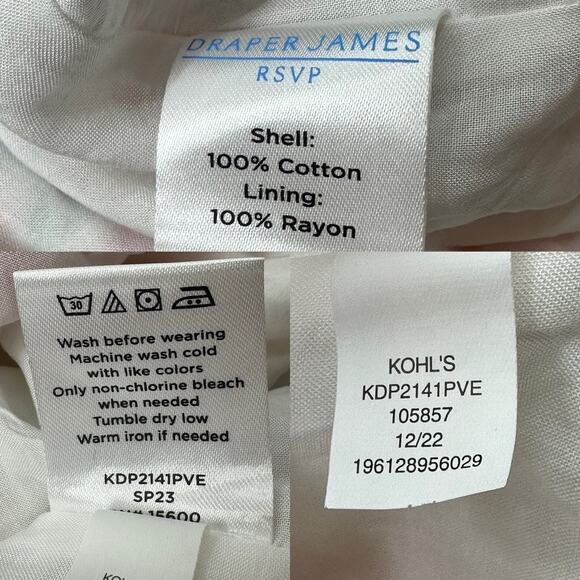 DRAPER JAMES
RSVP
Shell:
100% Cotton
Lining:
100% Rayon
30
Wash before wearing
Machine wash cold
with like colors
Only non-chlorine bleach
when needed
Tumble dry low
Warm iron if needed
KDP2141PVE
SP23
15600
KOHL'S
KDP2141PVE
105857
12/22
196128956029